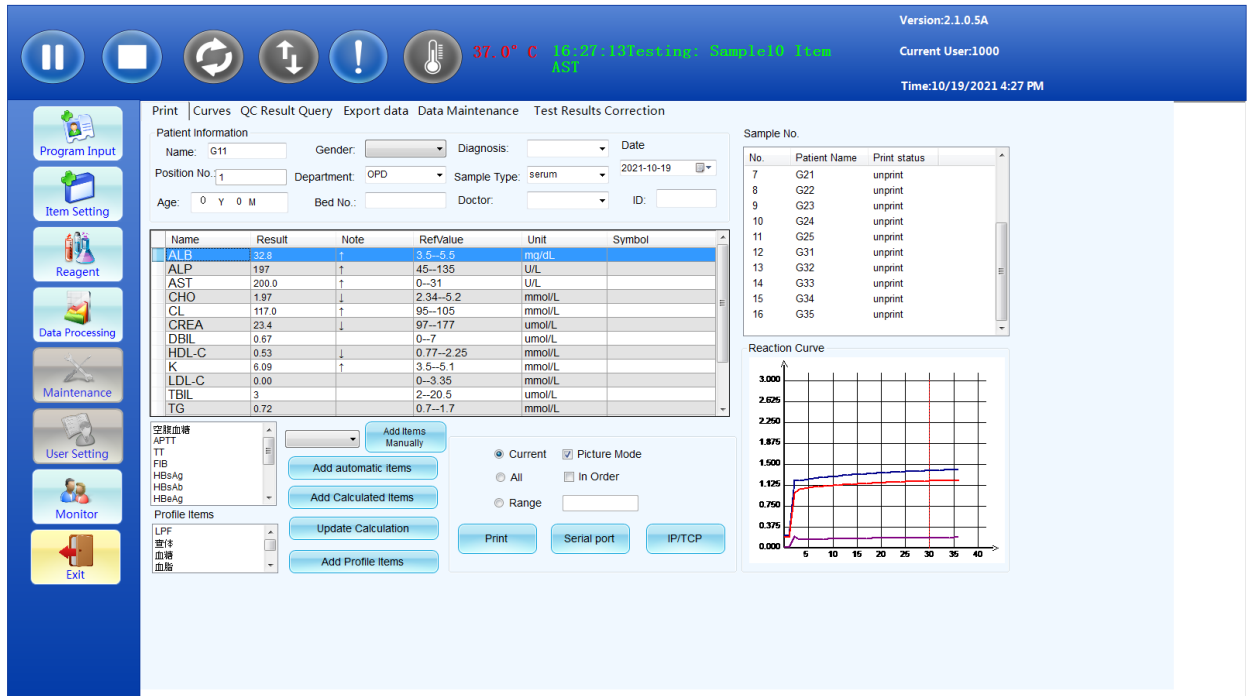 Version:2.1.0.5A
37.0° C 16:27:13Testing: Sample10 Item
AST
Current User:1000
Time:10/19/2021 4:27 PM
Program Input
Item Setting
Reagent
Data Processing
Maintenance
User Setting
Monitor
Exit
Print Curves QC Result Query Export data Data Maintenance Test Results Correction
Patient Information
Name: G11 Gender: Diagnosis: Date
Position No.: 1 Department: OPD Sample Type: serum 2021-10-19
Age: 0 Y 0 M Bed No.: Doctor: ID:
Name Result Note RefValue Unit Symbol
ALB 32.8 ↑ 3.5--5.5 mg/dL
ALP 197 ↑ 45--135 U/L
AST 200.0 ↑ 0--31 U/L
CHO 1.97 ↓ 2.34--5.2 mmol/L
CL 117.0 ↑ 95--105 mmol/L
CREA 23.4 ↓ 97--177 umol/L
DBIL 0.67 0--7 umol/L
HDL-C 0.53 ↓ 0.77--2.25 mmol/L
K 6.09 ↑ 3.5--5.1 mmol/L
LDL-C 0.00 0--3.35 mmol/L
TBIL 3 2--20.5 umol/L
TG 0.72 0.7--1.7 mmol/L
空腹血糖
APTT
TT
FIB
HBsAg
HBsAb
HBeAg
Profile Items
LPF
查体
血糖
血脂
Add Items
Manually
Add automatic items
Add Calculated Items
Update Calculation
Add Profile Items
Current Picture Mode
All In Order
Range
Print Serial port IP/TCP
Sample No.
No. Patient Name Print status
7 G21 unprint
8 G22 unprint
9 G23 unprint
10 G24 unprint
11 G25 unprint
12 G31 unprint
13 G32 unprint
14 G33 unprint
15 G34 unprint
16 G35 unprint
Reaction Curve
3.000
2.625
2.250
1.875
1.500
1.125
0.750
0.375
0.000
5 10 15 20 25 30 35 40